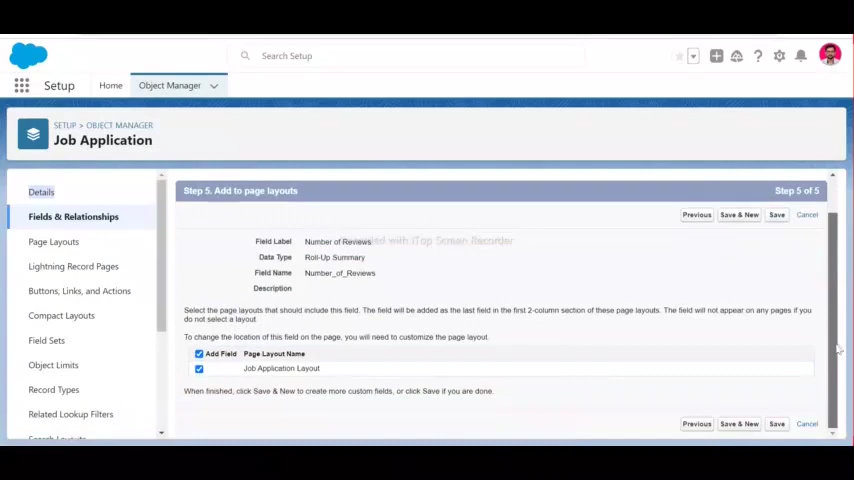 Search Setup
Setup
Home
Object Manager
SETUP > OBJECT MANAGER
Job Application
Details
Fields & Relationships
Page Layouts
Lightning Record Pages
Buttons, Links, and Actions
Compact Layouts
Field Sets
Object Limits
Record Types
Related Lookup Filters
Search Layouts
Step 5. Add to page layouts
Step 5 of 5
Previous Save & New Save Cancel
Field Label Number of Reviews
with iTop Screen Recorder
Data Type Roll-Up Summary
Field Name Number_of_Reviews
Description
Select the page layouts that should include this field. The field will be added as the last field in the first 2-column section of these page layouts. The field will not appear on any pages if you
do not select a layout.
To change the location of this field on the page, you will need to customize the page layout.
Add Field Page Layout Name
Job Application Layout
When finished, click Save & New to create more custom fields, or click Save if you are done.
Previous Save & New Save Cancel